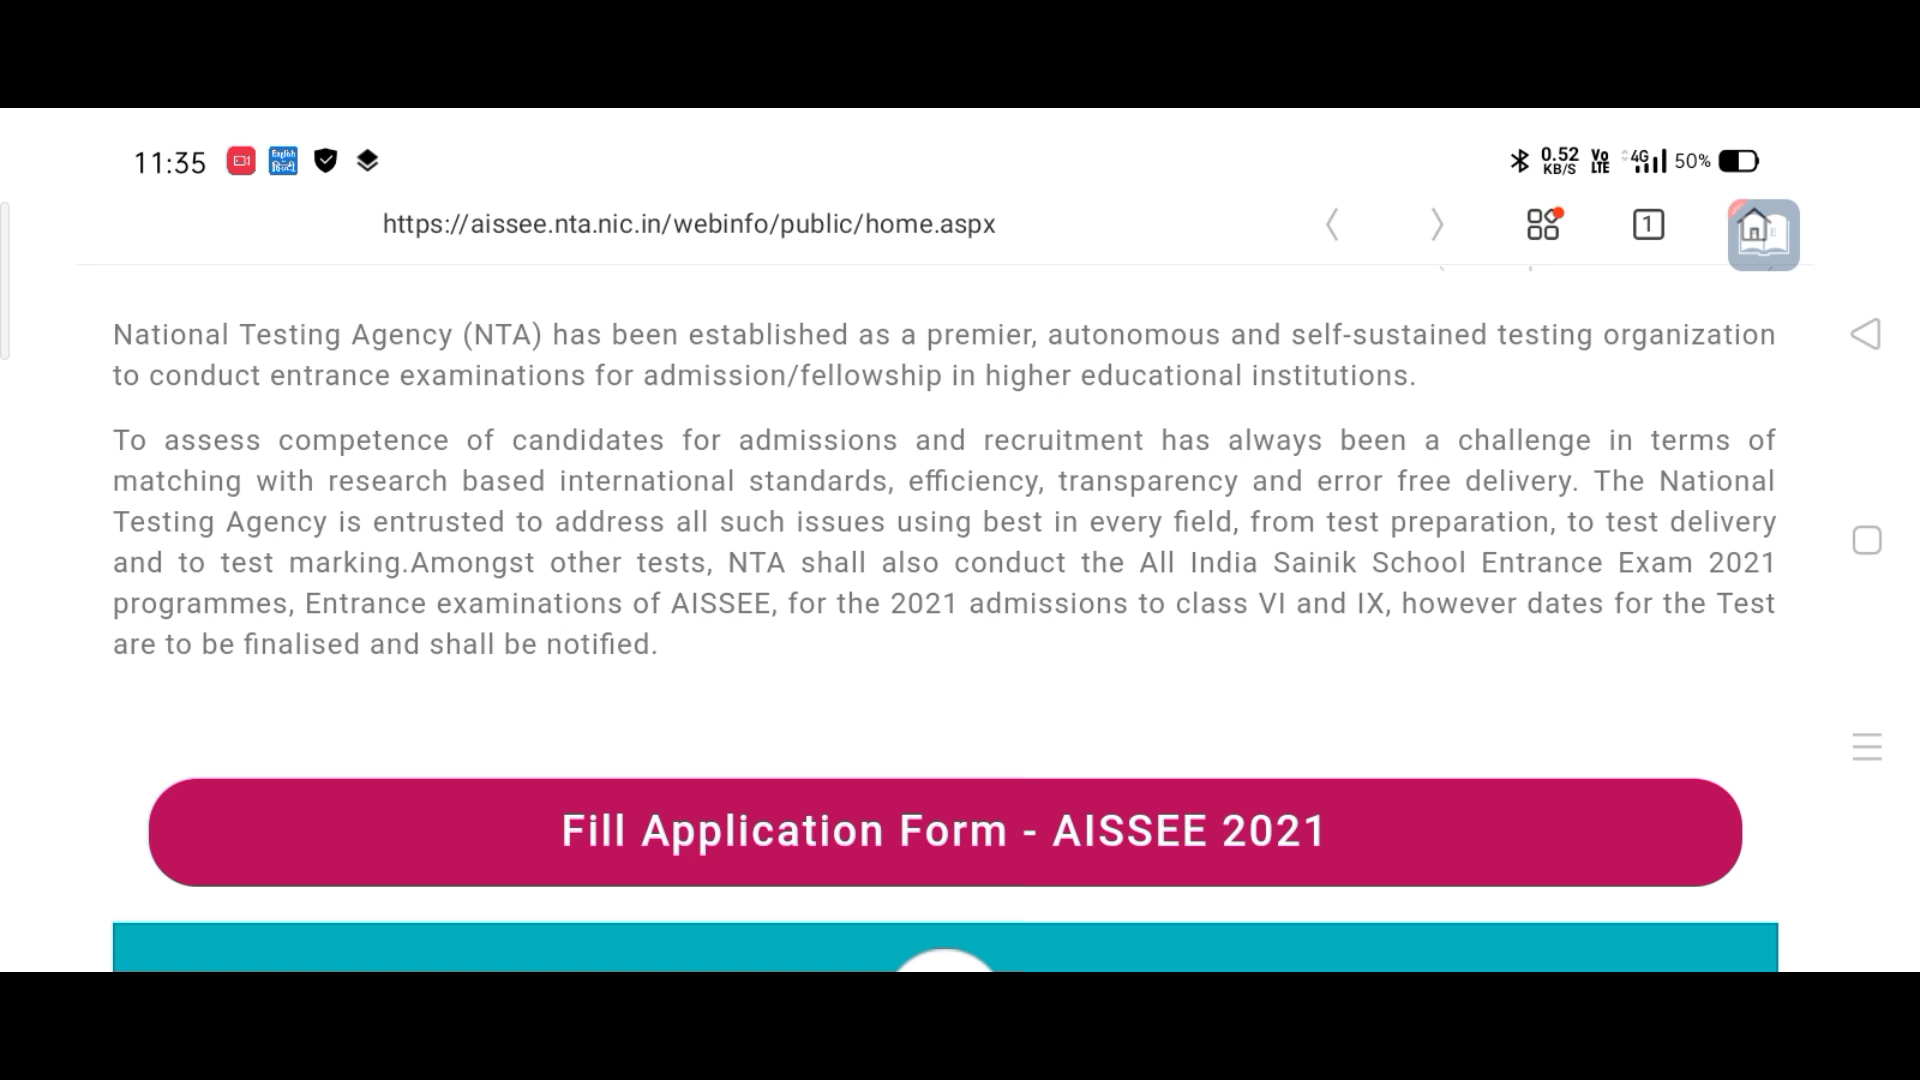 11:35
English
हिन्दी
0.52
KB/S
Vo
LTE
4G
50%
https://aissee.nta.nic.in/webinfo/public/home.aspx
1
National Testing Agency (NTA) has been established as a premier, autonomous and self-sustained testing organization
to conduct entrance examinations for admission/fellowship in higher educational institutions.
To assess competence of candidates for admissions and recruitment has always been a challenge in terms of
matching with research based international standards, efficiency, transparency and error free delivery. The National
Testing Agency is entrusted to address all such issues using best in every field, from test preparation, to test delivery
and to test marking.Amongst other tests, NTA shall also conduct the All India Sainik School Entrance Exam 2021
programmes, Entrance examinations of AISSEE, for the 2021 admissions to class VI and IX, however dates for the Test
are to be finalised and shall be notified.
Fill Application Form - AISSEE 2021